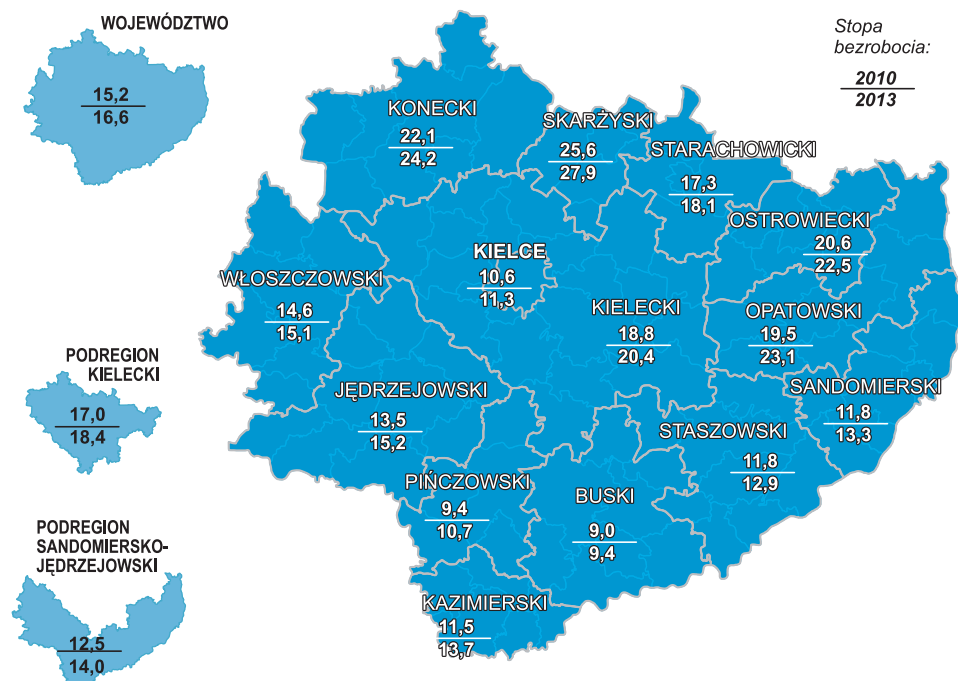 WOJEWÓDZTWO
15,2
16,6
Stopa
bezrobocia:
2010
2013
KONECKI
22,1
24,2
SKARŻYSKI
25,6
27,9
STARACHOWICKI
17,3
18,1
OSTROWIECKI
20,6
22,5
KIELCE
10,6
11,3
WŁOSZCZOWSKI
14,6
15,1
KIELECKI
18,8
20,4
OPATOWSKI
19,5
23,1
PODREGION
KIELECKI
17,0
18,4
JĘDRZEJOWSKI
13,5
15,2
SANDOMIERSKI
11,8
13,3
STASZOWSKI
11,8
12,9
PIŃCZOWSKI
9,4
10,7
BUSKI
9,0
9,4
PODREGION
SANDOMIERSKO-
JĘDRZEJOWSKI
12,5
14,0
KAZIMIERSKI
11,5
13,7